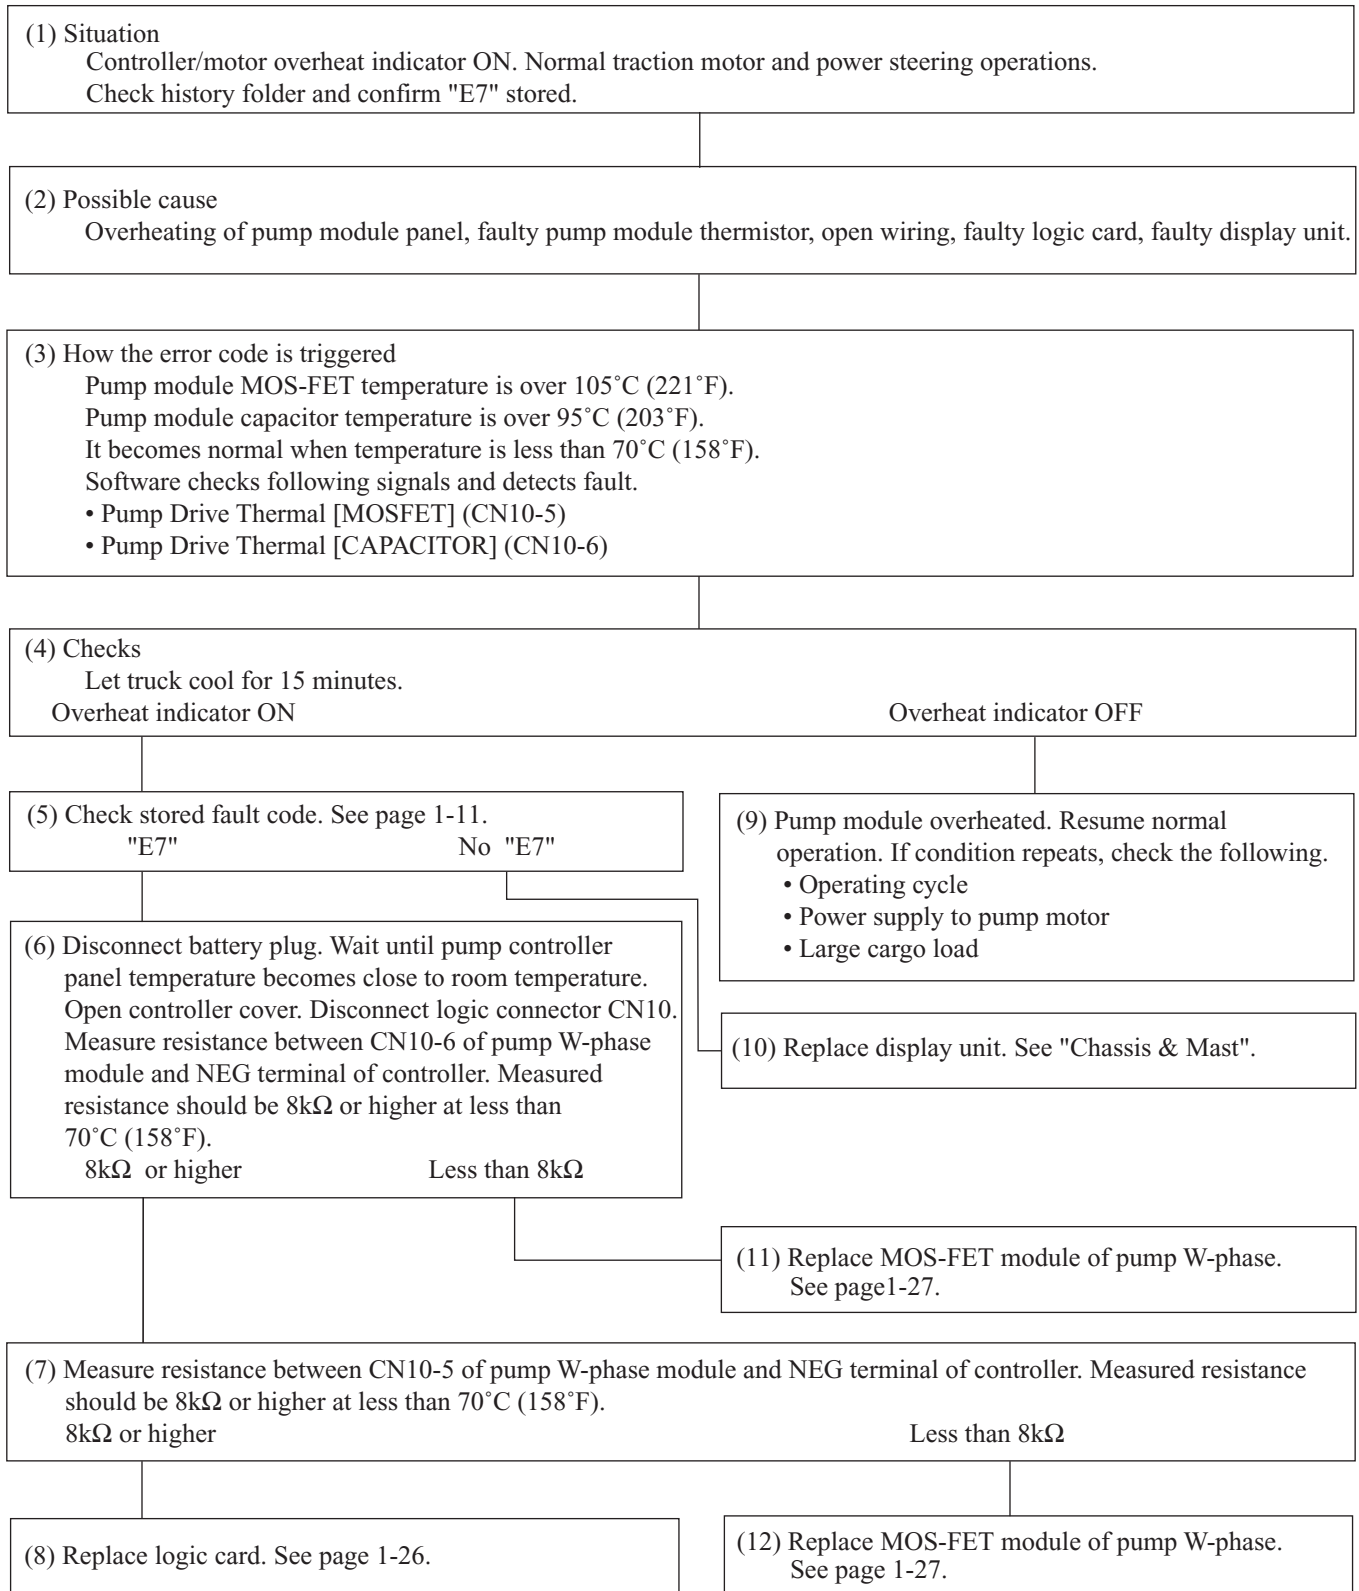 (1) Situation
Controller/motor overheat indicator ON. Normal traction motor and power steering operations.
Check history folder and confirm "E7" stored.
(2) Possible cause
Overheating of pump module panel, faulty pump module thermistor, open wiring, faulty logic card, faulty display unit.
(3) How the error code is triggered
Pump module MOS-FET temperature is over 105˚C (221˚F).
Pump module capacitor temperature is over 95˚C (203˚F).
It becomes normal when temperature is less than 70˚C (158˚F).
Software checks following signals and detects fault.
• Pump Drive Thermal [MOSFET] (CN10-5)
• Pump Drive Thermal [CAPACITOR] (CN10-6)
(4) Checks
Let truck cool for 15 minutes.
Overheat indicator ON Overheat indicator OFF
(5) Check stored fault code. See page 1-11.
"E7" No "E7"
(6) Disconnect battery plug. Wait until pump controller
panel temperature becomes close to room temperature.
Open controller cover. Disconnect logic connector CN10.
Measure resistance between CN10-6 of pump W-phase
module and NEG terminal of controller. Measured
resistance should be 8kΩ or higher at less than
70˚C (158˚F).
8kΩ or higher Less than 8kΩ
(9) Pump module overheated. Resume normal
operation. If condition repeats, check the following.
• Operating cycle
• Power supply to pump motor
• Large cargo load
(10) Replace display unit. See "Chassis & Mast".
(11) Replace MOS-FET module of pump W-phase.
See page1-27.
(7) Measure resistance between CN10-5 of pump W-phase module and NEG terminal of controller. Measured resistance
should be 8kΩ or higher at less than 70˚C (158˚F).
8kΩ or higher Less than 8kΩ
(8) Replace logic card. See page 1-26.
(12) Replace MOS-FET module of pump W-phase.
See page 1-27.